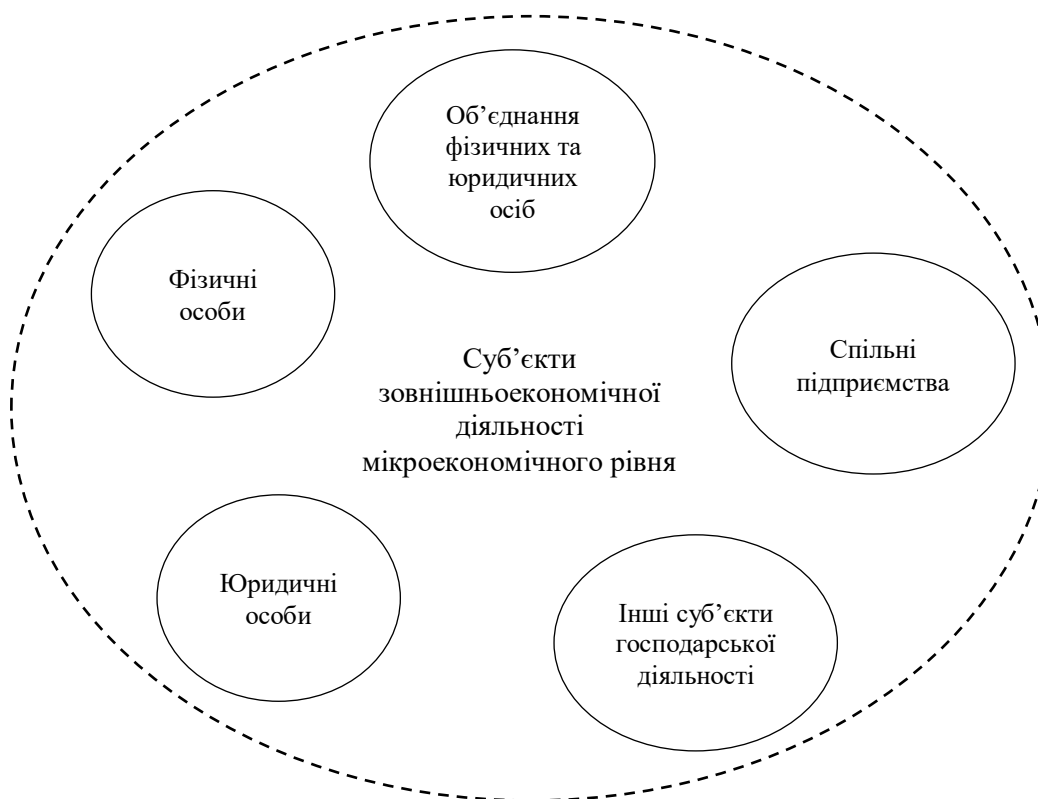 Об’єднання
фізичних та
юридичних
осіб
Фізичні
особи
Спільні
підприємства
Суб’єкти
зовнішньоекономічної
діяльності
мікроекономічного рівня
Юридичні
особи
Інші суб’єкти
господарської
діяльності